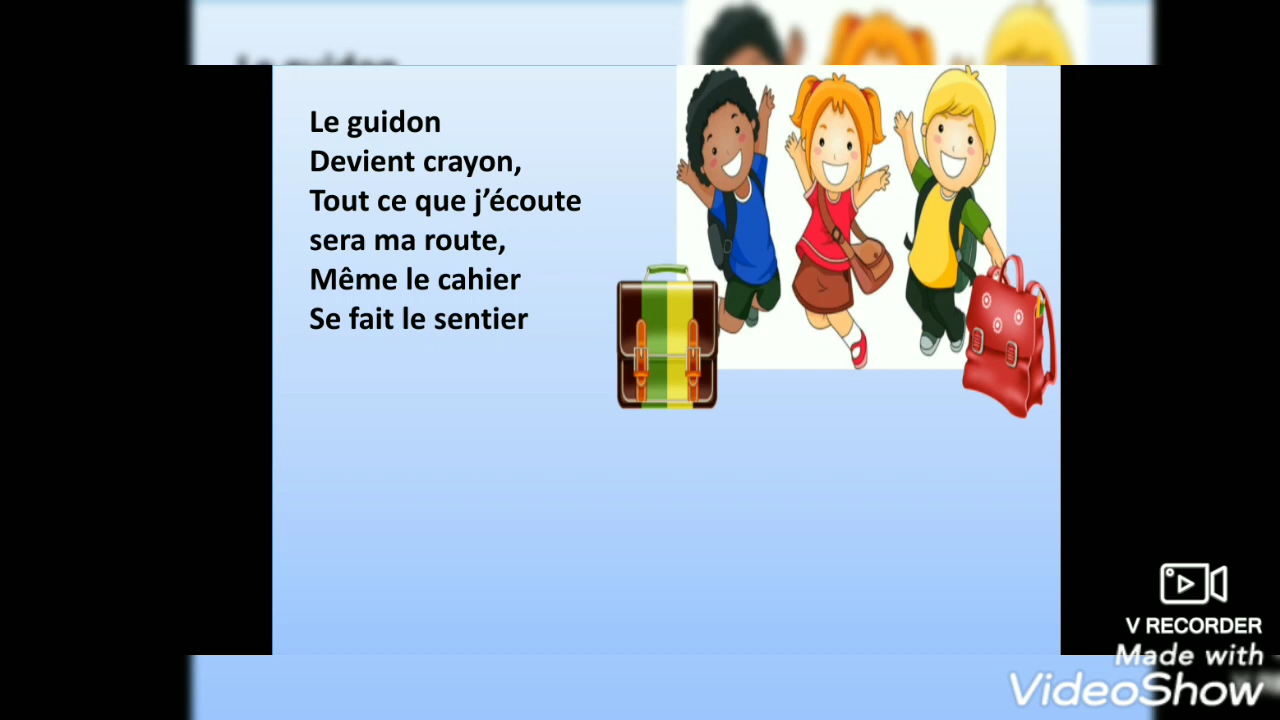 Le guidon
Devient crayon,
Tout ce que j’écoute
sera ma route,
Même le cahier
Se fait le sentier
V RECORDER
Made with
VideoShow